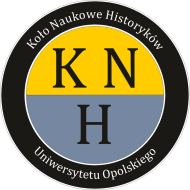 Koło Naukowe Historyków
K N
H
Uniwersytetu Opolskiego